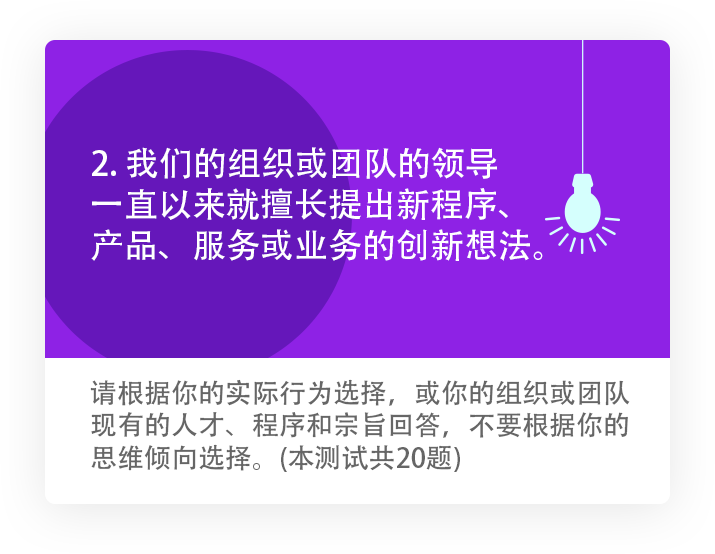 2. 我们的组织或团队的领导
一直以来就擅长提出新程序、
产品、服务或业务的创新想法。
请根据你的实际行为选择，或你的组织或团队
现有的人才、程序和宗旨回答，不要根据你的
思维倾向选择。(本测试共20题)